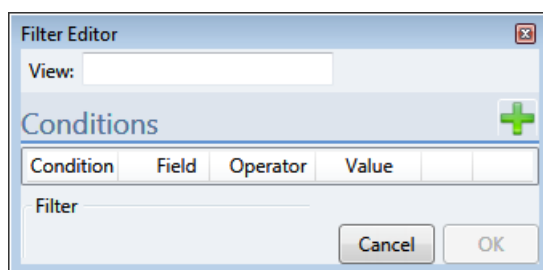 Filter Editor
View:
Conditions
Condition Field Operator Value
Filter
Cancel OK